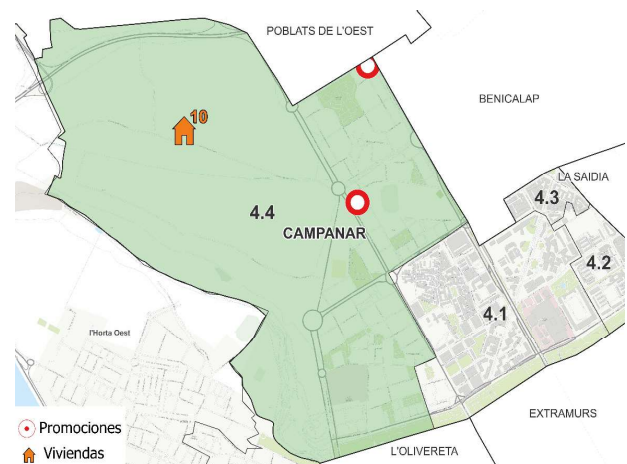 POBLATS DE L'OEST
BENICALAP
10
LA SAIDIA
4.3
4.4
CAMPANAR
4.2
4.1
l'Horta Oest
EXTRAMURS
Promociones
L'OLIVERETA
Viviendas